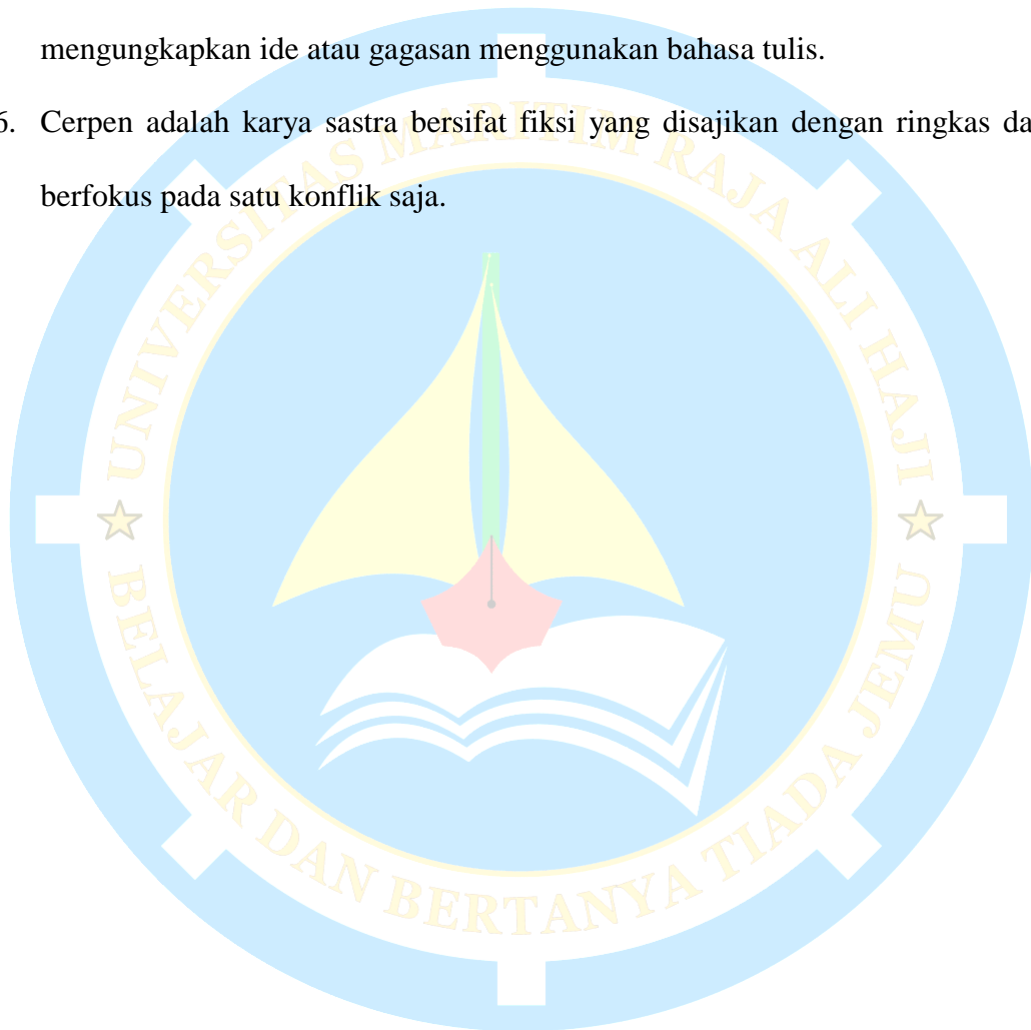 mengungkapkan ide atau gagasan menggunakan bahasa tulis.
6. Cerpen adalah karya sastra bersifat fiksi yang disajikan dengan ringkas da
berfokus pada satu konflik saja.
UNIVERSITAS MARITIM RAJA ALI HAJI
BELAJAR DAN BERTANYA TIADA JEMU